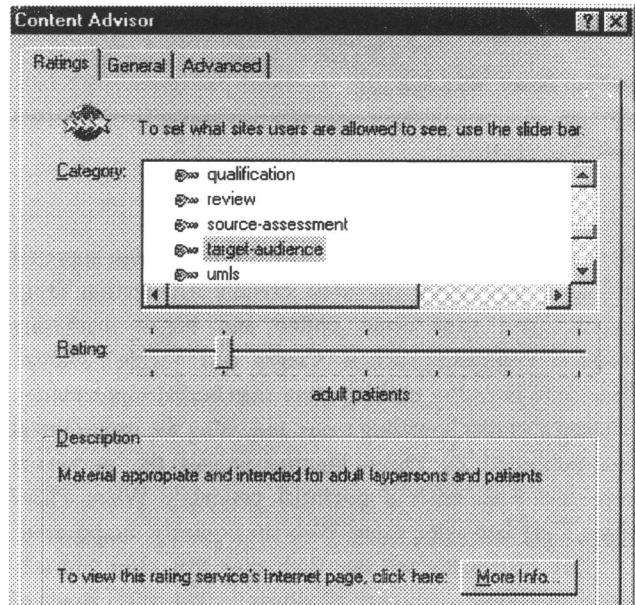 Content Advisor
Ratings General Advanced
To set what sites users are allowed to see, use the slider bar.
Category:
qualification
review
source-assessment
target-audience
umls
Rating:
adult patients
Description
Material appropiate and intended for adult laypersons and patients
To view this rating service's Internet page, click here: More Info...